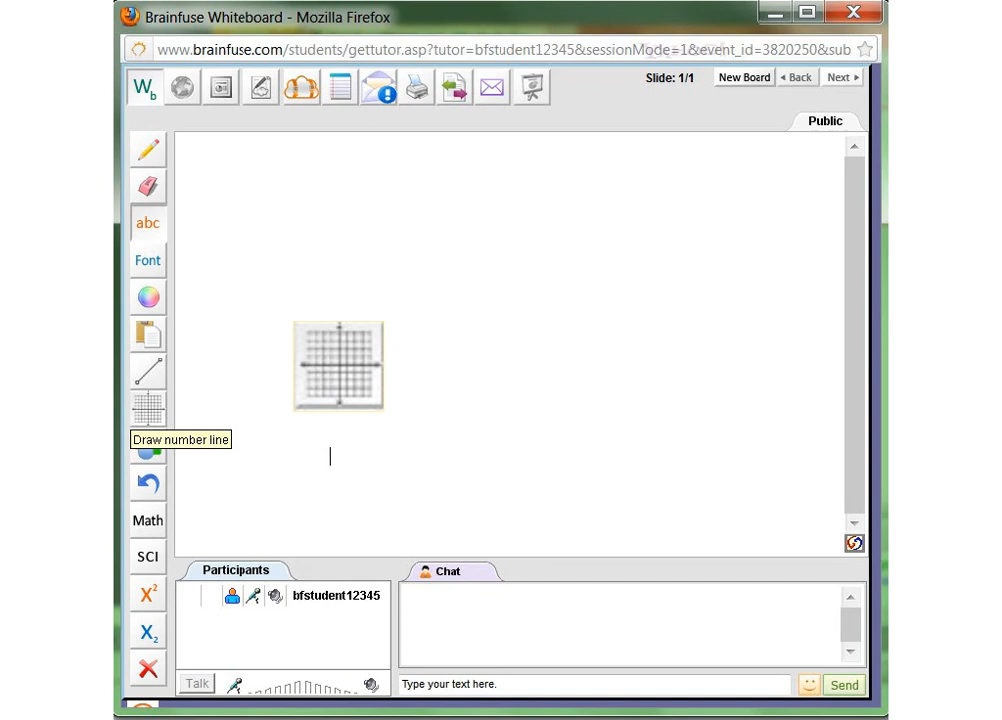 Brainfuse Whiteboard - Mozilla Firefox
www.brainfuse.com/students/gettutor.asp?tutor=bfstudent12345&sessionMode=1&event_id=3820250&sub
Wb
Slide: 1/1 New Board Back Next
Public
abc
Font
Draw number line
Math
SCI
X²
X₂
Participants
Chat
bfstudent12345
Talk
Type your text here.
Send